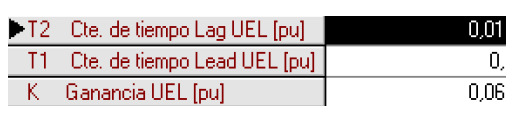 T2 Cte. de tiempo Lag UEL [pu] 0,01
T1 Cte. de tiempo Lead UEL [pu] 0,
K Ganancia UEL [pu] 0,06